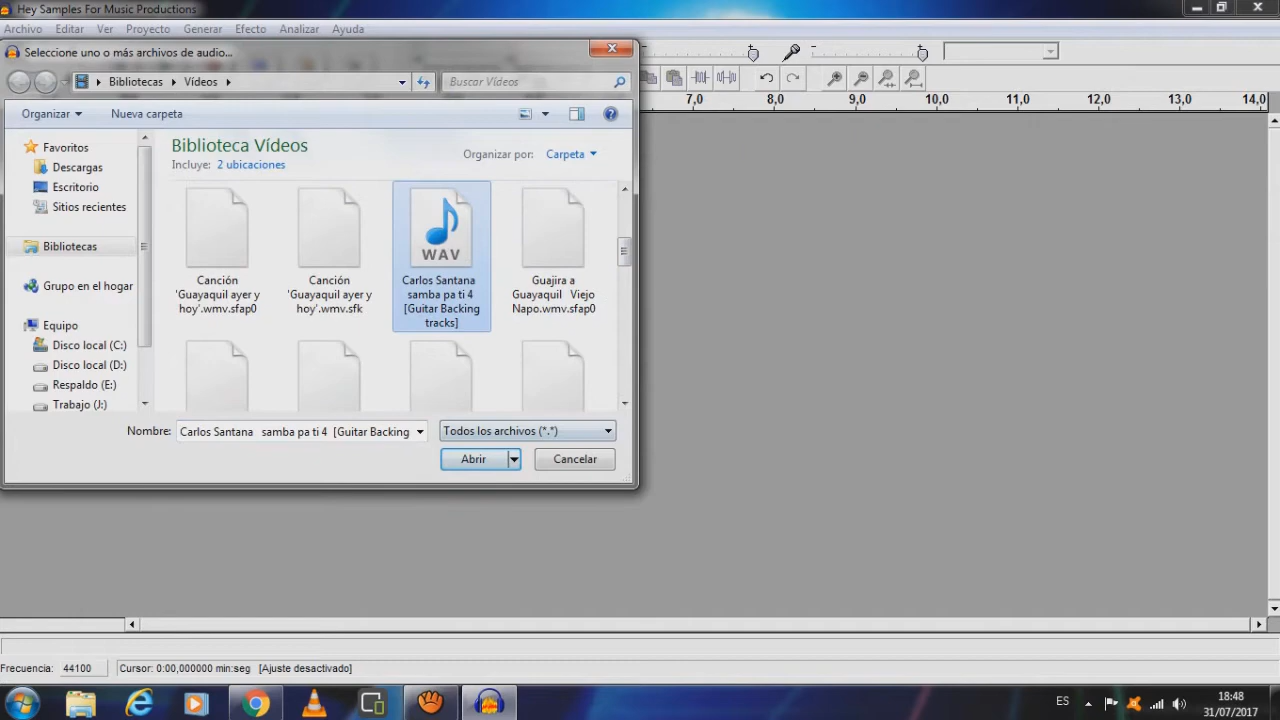 Hey Samples For Music Productions
Archivo Editar Ver Proyecto Generar Efecto Analizar Ayuda
Seleccione uno o más archivos de audio...
Bibliotecas Vídeos
Buscar Vídeos
Organizar Nueva carpeta
7,0 8,0 9,0 10,0 11,0 12,0 13,0 14,0
Favoritos
Descargas
Escritorio
Sitios recientes
Bibliotecas
Grupo en el hogar
Equipo
Disco local (C:)
Disco local (D:)
Respaldo (E:)
Trabajo (J:)
Biblioteca Vídeos
Incluye: 2 ubicaciones
Organizar por: Carpeta
Canción
'Guayaquil ayer y
hoy'.wmv.sfap0
Canción
'Guayaquil ayer y
hoy'.wmv.sfk
WAV
Carlos Santana
samba pa ti 4
[Guitar Backing
tracks]
Guajira a
Guayaquil Viejo
Napo.wmv.sfap0
Nombre: Carlos Santana samba pa ti 4 [Guitar Backing
Todos los archivos (*.*)
Abrir Cancelar
Frecuencia: 44100 Cursor: 0:00,000000 min:seg [Ajuste desactivado]
ES
18:48
31/07/2017